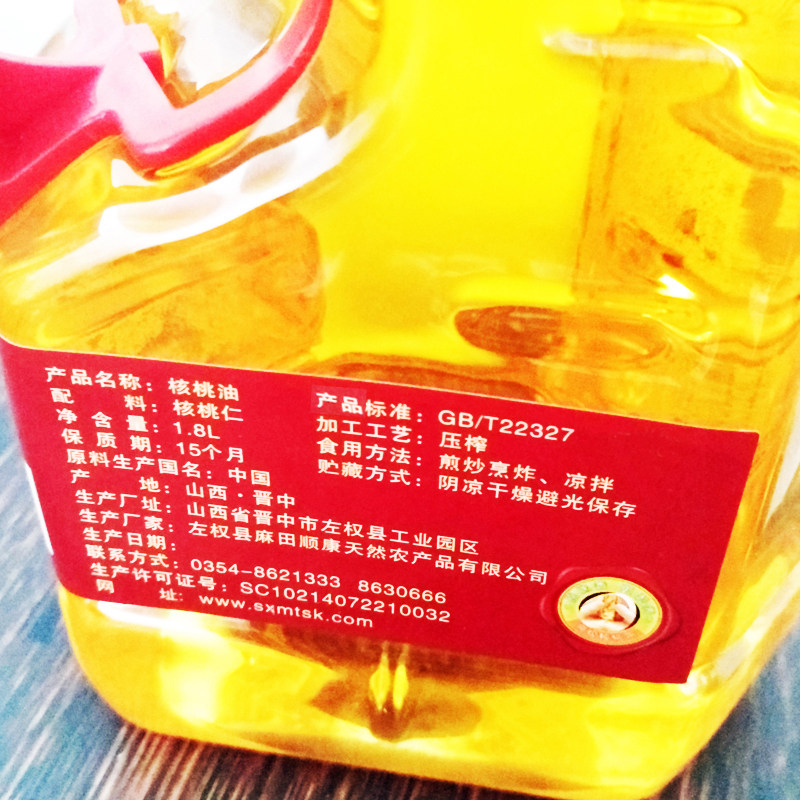 产品名称：核桃油
配料：核桃仁
净含量：1.8L
保质期：15个月
原料生产国名：中国
产地：山西·晋中
生产厂址：山西省晋中市左权县工业园区
生产厂家：左权县麻田顺康天然农产品有限公司
生产日期：
联系方式：0354-8621333 8630666
生产许可证号：SC10214072210032
网址：www.sxmtsk.com
产品标准：GB/T22327
加工工艺：压榨
食用方法：煎炒烹炸、凉拌
贮藏方式：阴凉干燥避光保存